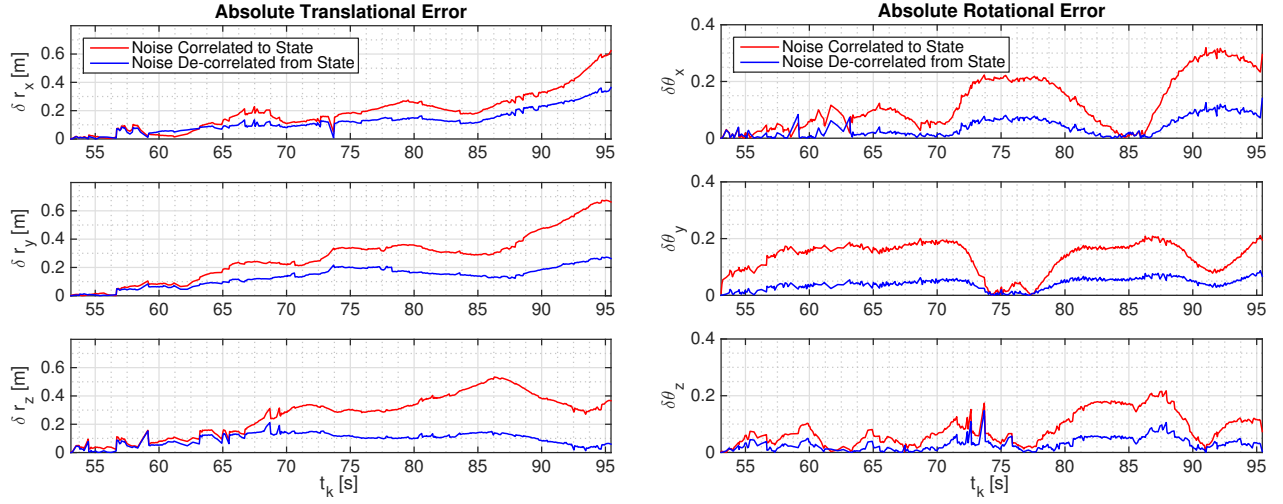 Absolute Translational Error
δ r_x [m]
0.6
0.4
0.2
0
Noise Correlated to State
Noise De-correlated from State
55 60 65 70 75 80 85 90 95
δ r_y [m]
0.6
0.4
0.2
0
55 60 65 70 75 80 85 90 95
δ r_z [m]
0.6
0.4
0.2
0
55 60 65 70 75 80 85 90 95
t_k [s]
Absolute Rotational Error
δθ_x
0.4
0.2
0
Noise Correlated to State
Noise De-correlated from State
55 60 65 70 75 80 85 90 95
δθ_y
0.4
0.2
0
55 60 65 70 75 80 85 90 95
δθ_z
0.4
0.2
0
55 60 65 70 75 80 85 90 95
t_k [s]